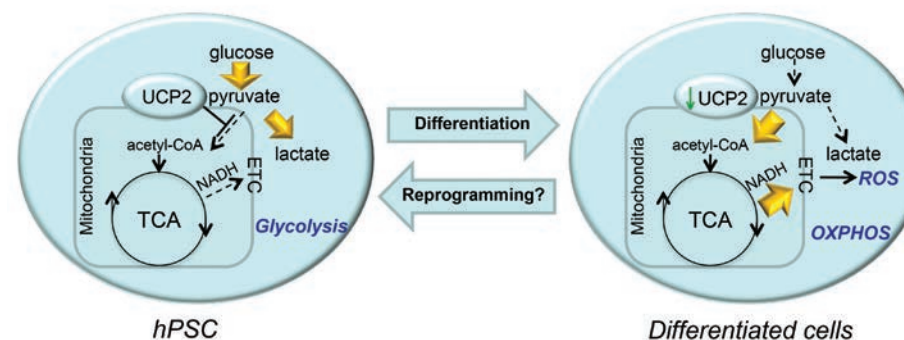 glucose
UCP2
pyruvate
acetyl-CoA
lactate
NADH
ETC
Mitochondria
TCA
Glycolysis
hPSC
Differentiation
Reprogramming?
glucose
UCP2
pyruvate
acetyl-CoA
lactate
NADH
ETC
ROS
Mitochondria
TCA
OXPHOS
Differentiated cells